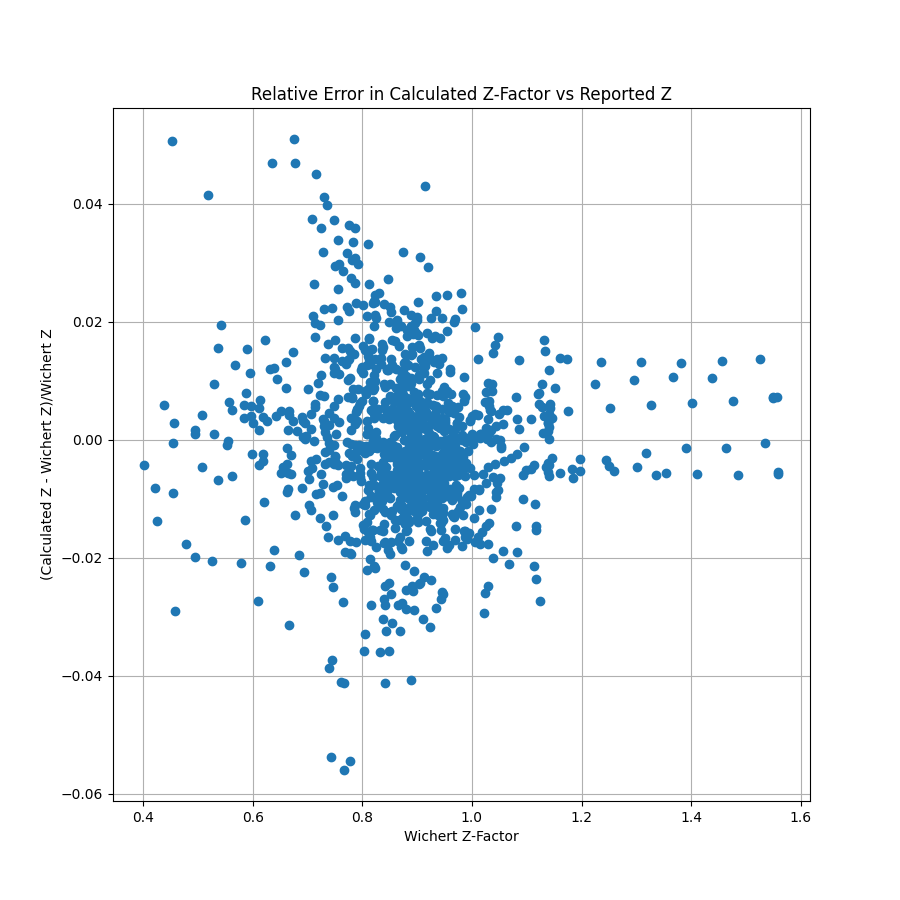 Relative Error in Calculated Z-Factor vs Reported Z
0.04
0.02
0.00
−0.02
−0.04
−0.06
(Calculated Z - Wichert Z)/Wichert Z
0.4 0.6 0.8 1.0 1.2 1.4 1.6
Wichert Z-Factor